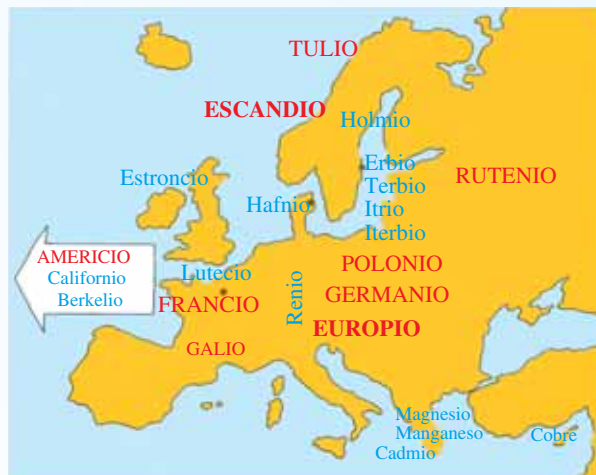 TULIO
ESCANDIO
Holmio
Estroncio
Erbio
Terbio
Itrio
Iterbio
RUTENIO
Hafnio
AMERICIO
Californio
Berkelio
Lutecio
FRANCIO
Renio
POLONIO
GERMANIO
EUROPIO
GALIO
Magnesio
Manganeso
Cadmio
Cobre